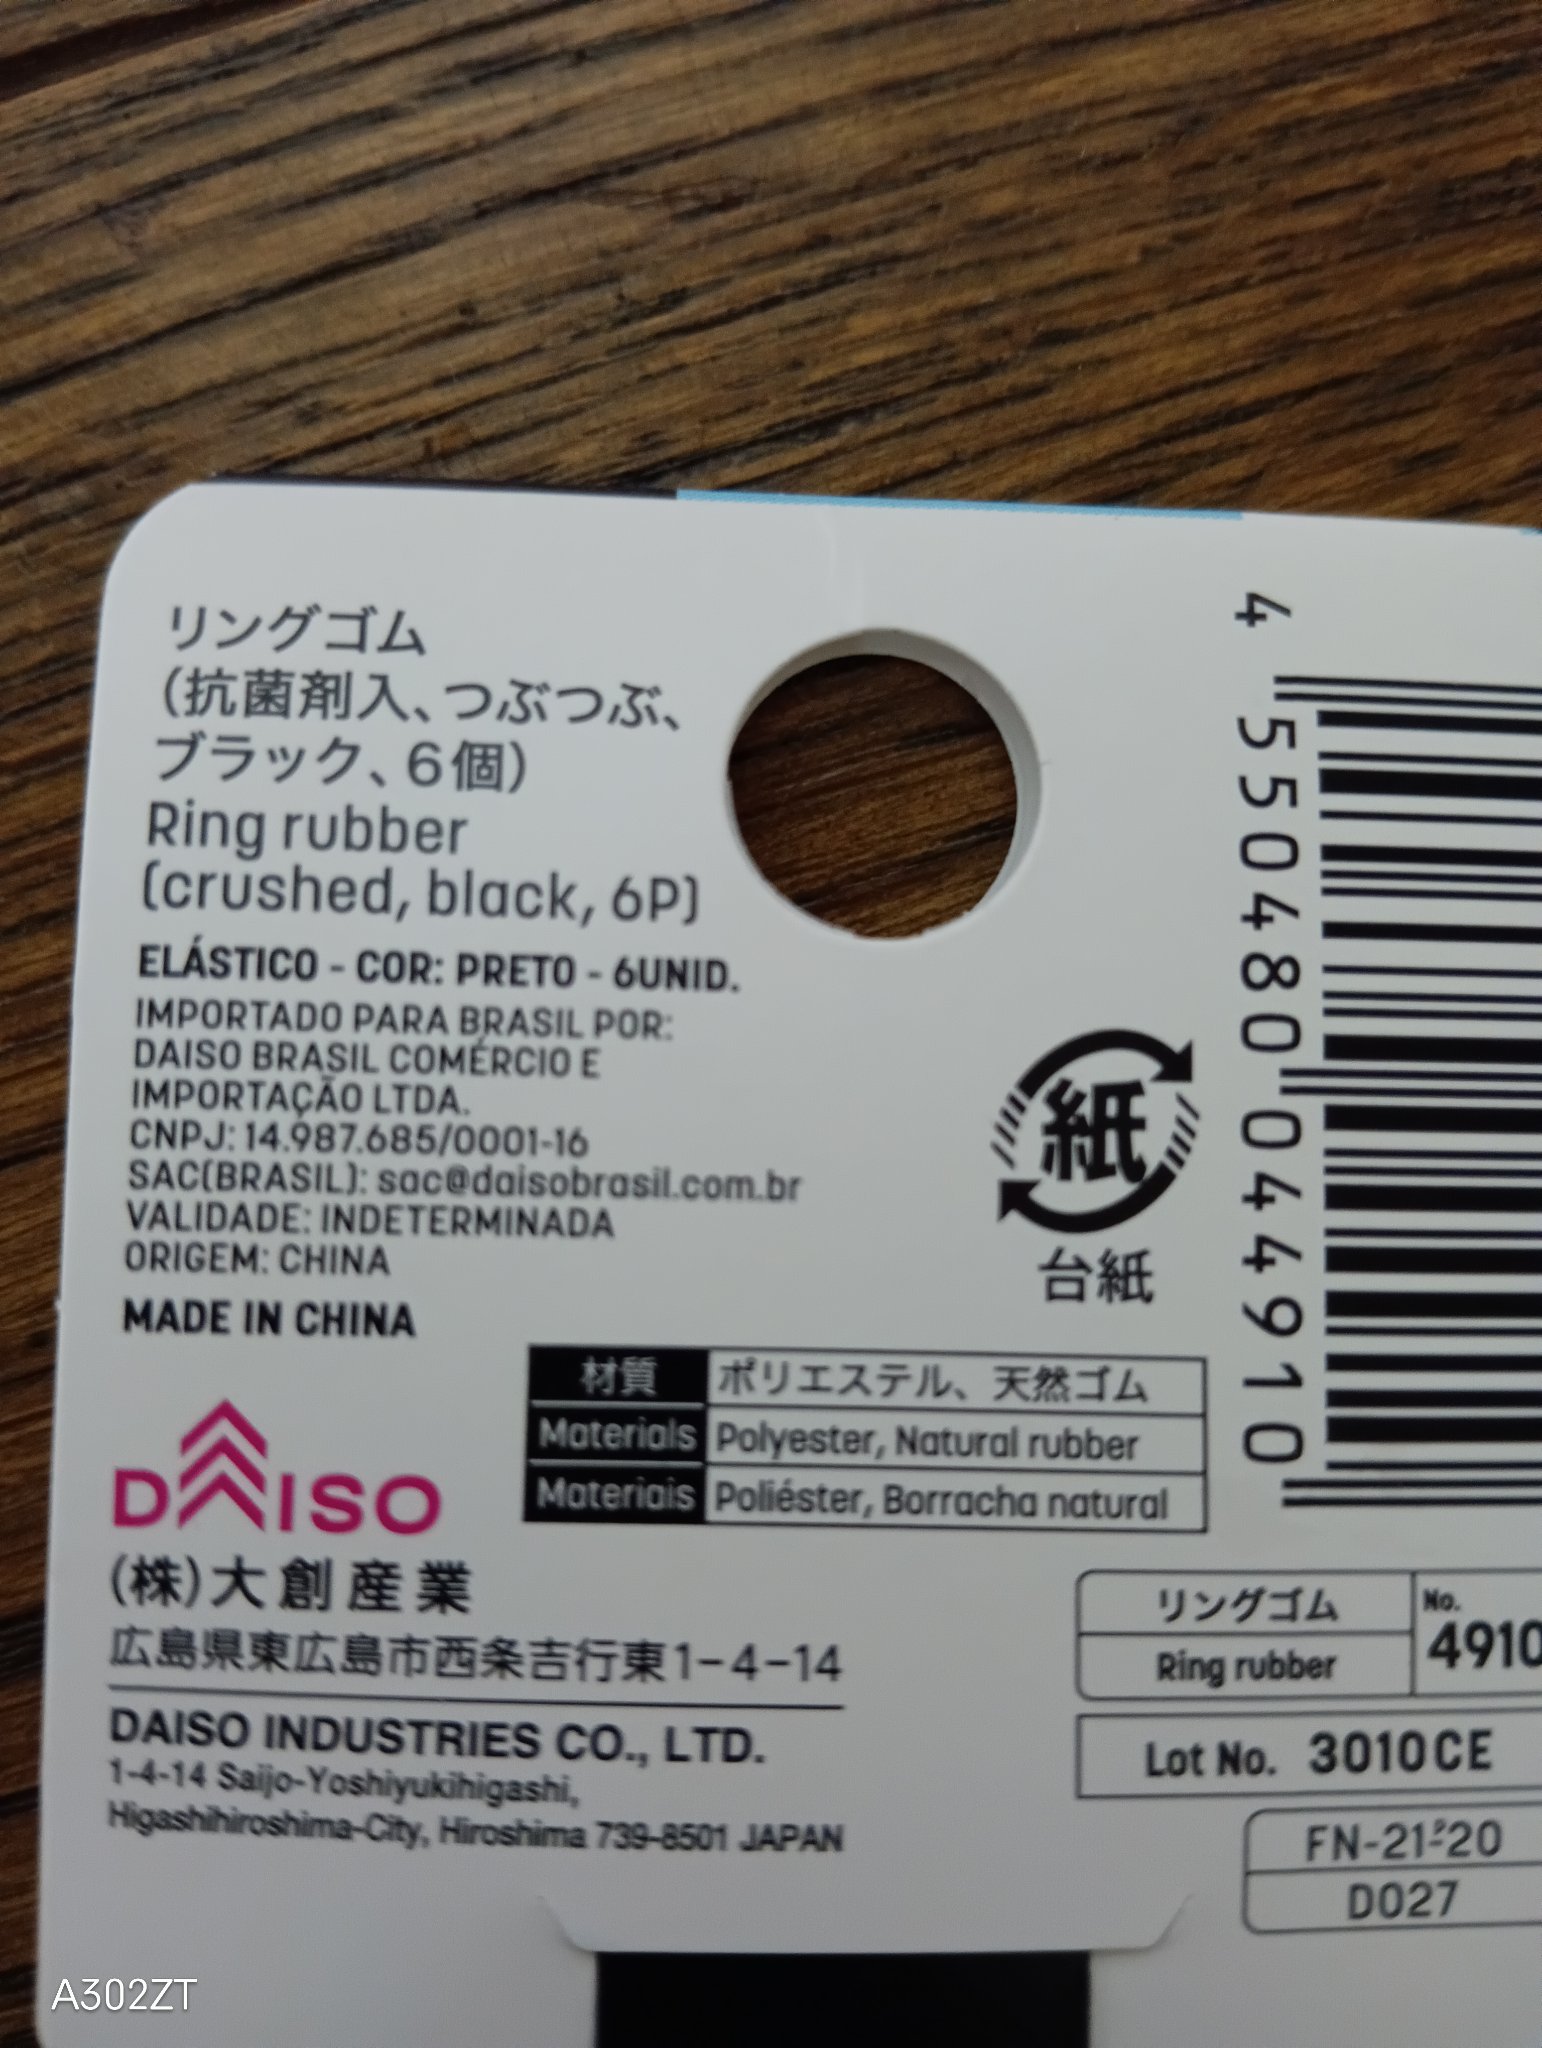 リングゴム
(抗菌剤入、つぶつぶ、
ブラック、6個)
Ring rubber
(crushed, black, 6P)
ELÁSTICO - COR: PRETO - 6UNID.
IMPORTADO PARA BRASIL POR:
DAISO BRASIL COMÉRCIO E
IMPORTAÇÃO LTDA.
CNPJ: 14.987.685/0001-16
SAC(BRASIL): sac@daisobrasil.com.br
VALIDADE: INDETERMINADA
ORIGEM: CHINA
MADE IN CHINA
紙
台紙
4 550480 044910
材質 ポリエステル、天然ゴム
Materials Polyester, Natural rubber
Materiais Poliéster, Borracha natural
DAISO
(株)大創産業
広島県東広島市西条吉行東1-4-14
DAISO INDUSTRIES CO., LTD.
1-4-14 Saijo-Yoshiyukihigashi,
Higashihiroshima-City, Hiroshima 739-8501 JAPAN
リングゴム No.
Ring rubber 4910
Lot No. 3010CE
FN-21-20
D027
A302ZT